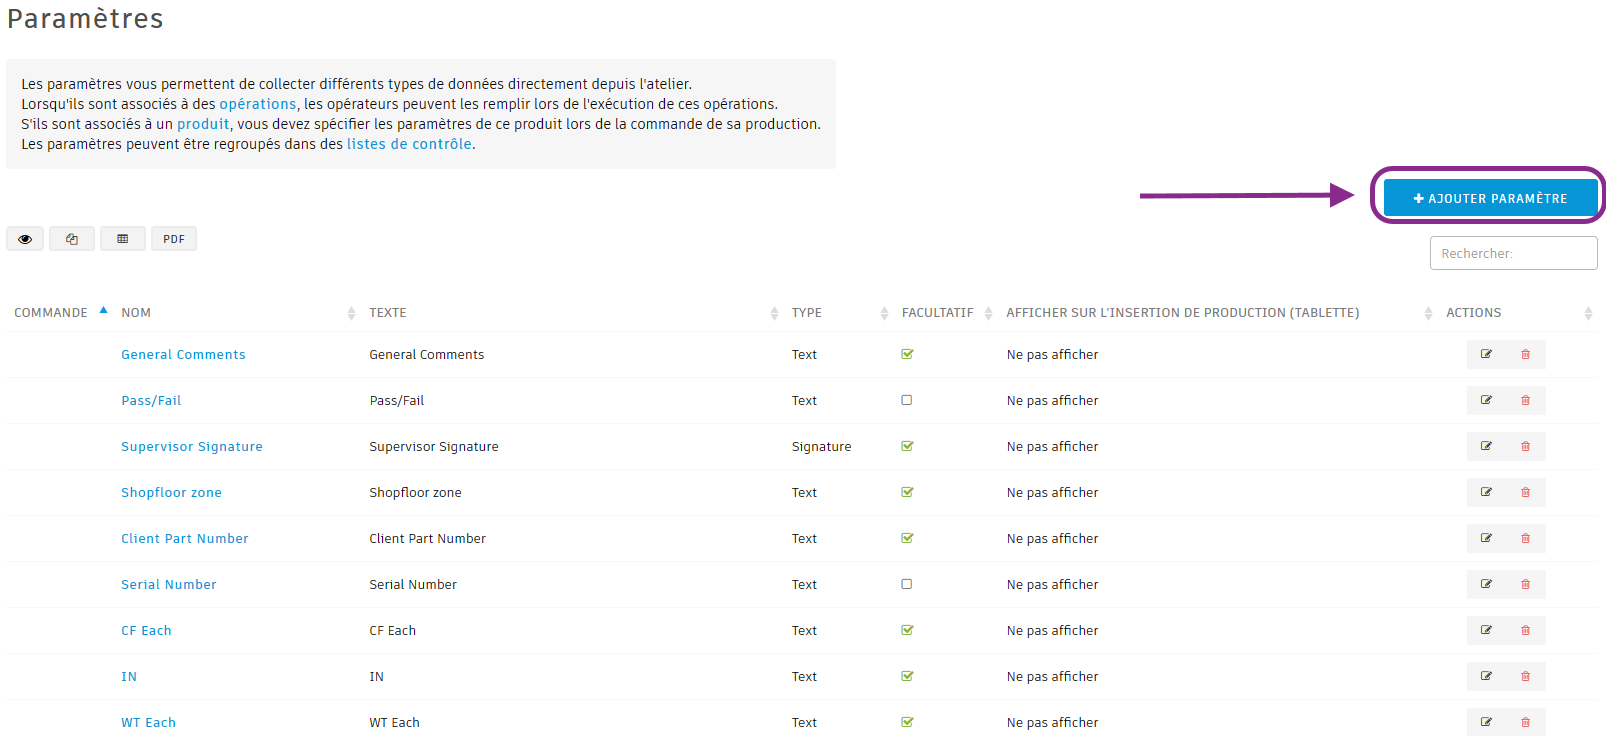 Paramètres
Les paramètres vous permettent de collecter différents types de données directement depuis l'atelier.
Lorsqu'ils sont associés à des opérations, les opérateurs peuvent les remplir lors de l'exécution de ces opérations.
S'ils sont associés à un produit, vous devez spécifier les paramètres de ce produit lors de la commande de sa production.
Les paramètres peuvent être regroupés dans des listes de contrôle.
+ AJOUTER PARAMÈTRE
PDF
Rechercher:
COMMANDE NOM TEXTE TYPE FACULTATIF AFFICHER SUR L'INSERTION DE PRODUCTION (TABLETTE) ACTIONS
General Comments General Comments Text Ne pas afficher
Pass/Fail Pass/Fail Text Ne pas afficher
Supervisor Signature Supervisor Signature Signature Ne pas afficher
Shopfloor zone Shopfloor zone Text Ne pas afficher
Client Part Number Client Part Number Text Ne pas afficher
Serial Number Serial Number Text Ne pas afficher
CF Each CF Each Text Ne pas afficher
IN IN Text Ne pas afficher
WT Each WT Each Text Ne pas afficher